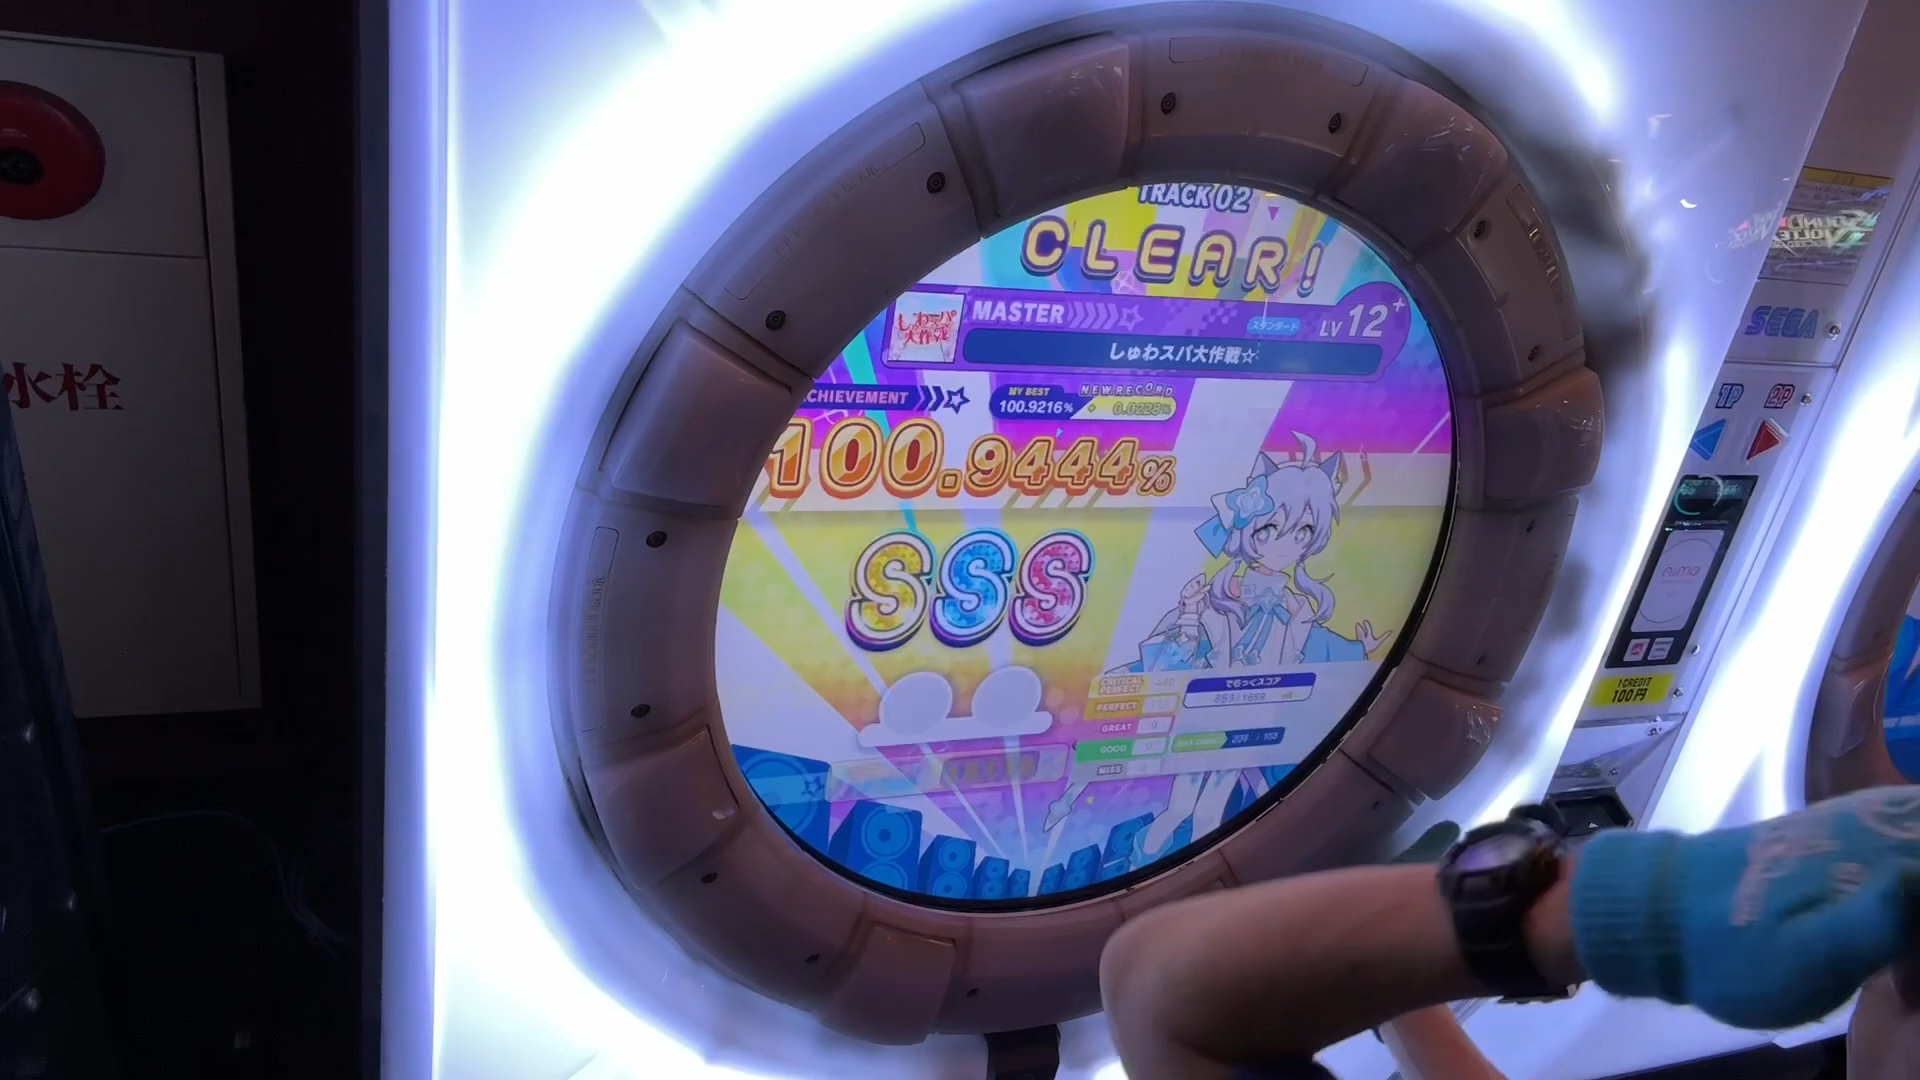 TRACK 02
CLEAR!
しゅわスパ
大作戦
MASTER
スタンダード
LV 12+
しゅわスパ大作戦☆
ACHIEVEMENT
MY BEST
100.9216%
NEW RECORD
+ 0.0228%
100.9444%
SSS
CRITICAL
PERFECT
PERFECT
GREAT
GOOD
MISS
でらっくスコア
水栓
SEGA
1P 2P
Aime
1CREDIT
100円